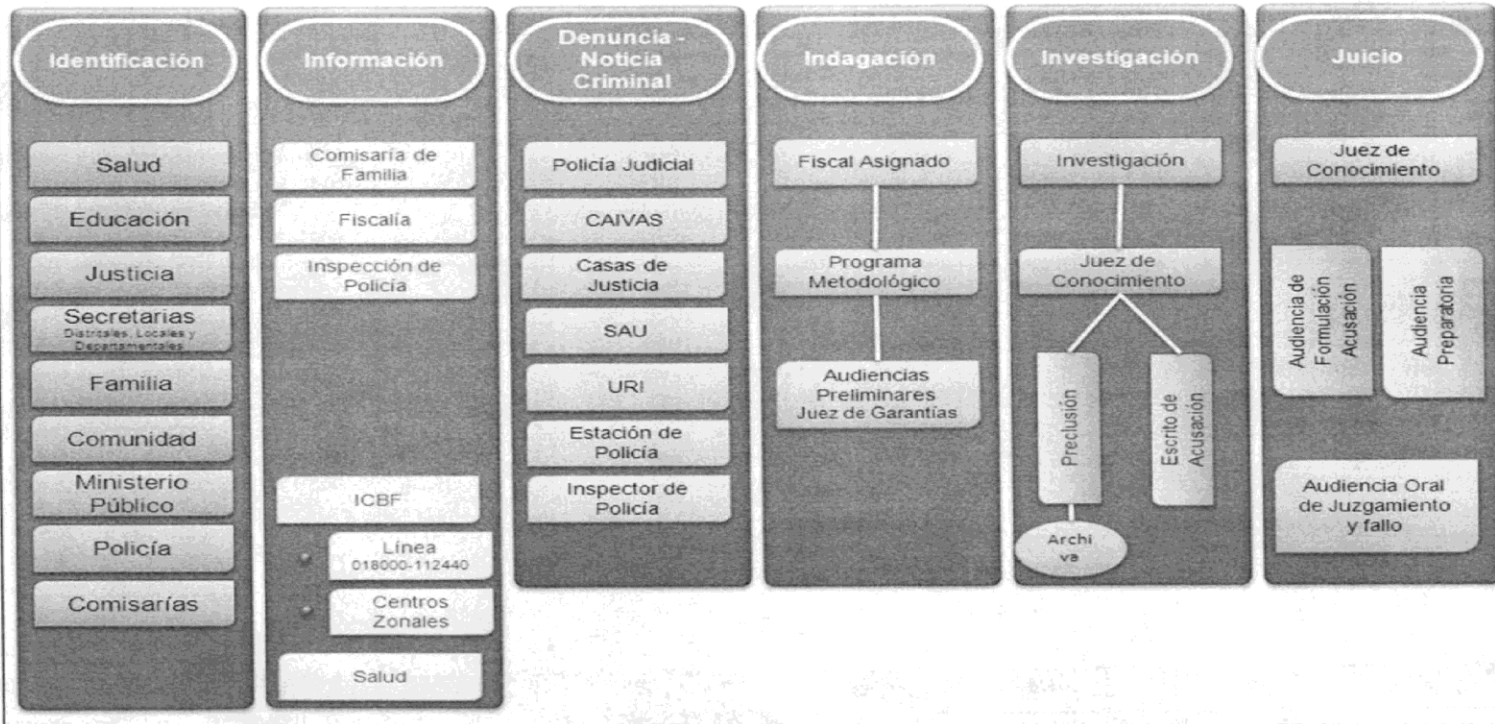 Identificación
Salud
Educación
Justicia
Secretarias
Distritales, Locales y
Departamentales
Familia
Comunidad
Ministerio
Público
Policía
Comisarías
Información
Comisaría de
Familia
Fiscalía
Inspección de
Policía
ICBF
Línea
018000-112440
Centros
Zonales
Salud
Denuncia -
Noticia
Criminal
Policía Judicial
CAIVAS
Casas de
Justicia
SAU
URI
Estación de
Policía
Inspector de
Policía
Indagación
Fiscal Asignado
Programa
Metodológico
Audiencias
Preliminares
Juez de Garantías
Investigación
Investigación
Juez de
Conocimiento
Preclusión
Escrito de
Acusación
Archi
va
Juicio
Juez de
Conocimiento
Audiencia de
Formulación
Acusación
Audiencia
Preparatoria
Audiencia Oral
de Juzgamiento
y fallo